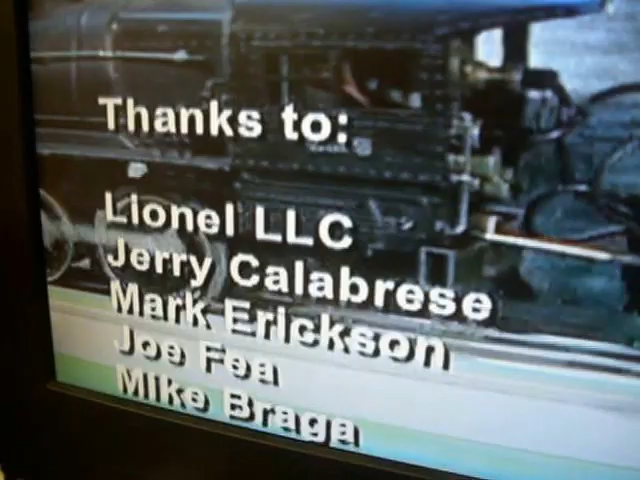 Thanks to:
Lionel LLC
Jerry Calabrese
Mark Erickson
Joe Fea
Mike Braga